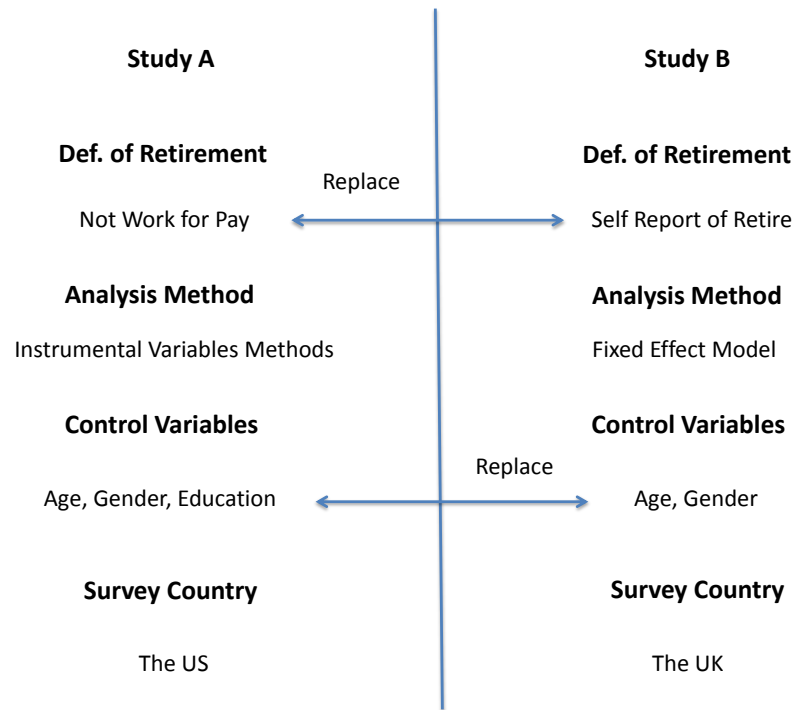 Study A
Study B
Def. of Retirement
Def. of Retirement
Replace
Not Work for Pay
Self Report of Retire
Analysis Method
Analysis Method
Instrumental Variables Methods
Fixed Effect Model
Control Variables
Control Variables
Replace
Age, Gender, Education
Age, Gender
Survey Country
Survey Country
The US
The UK